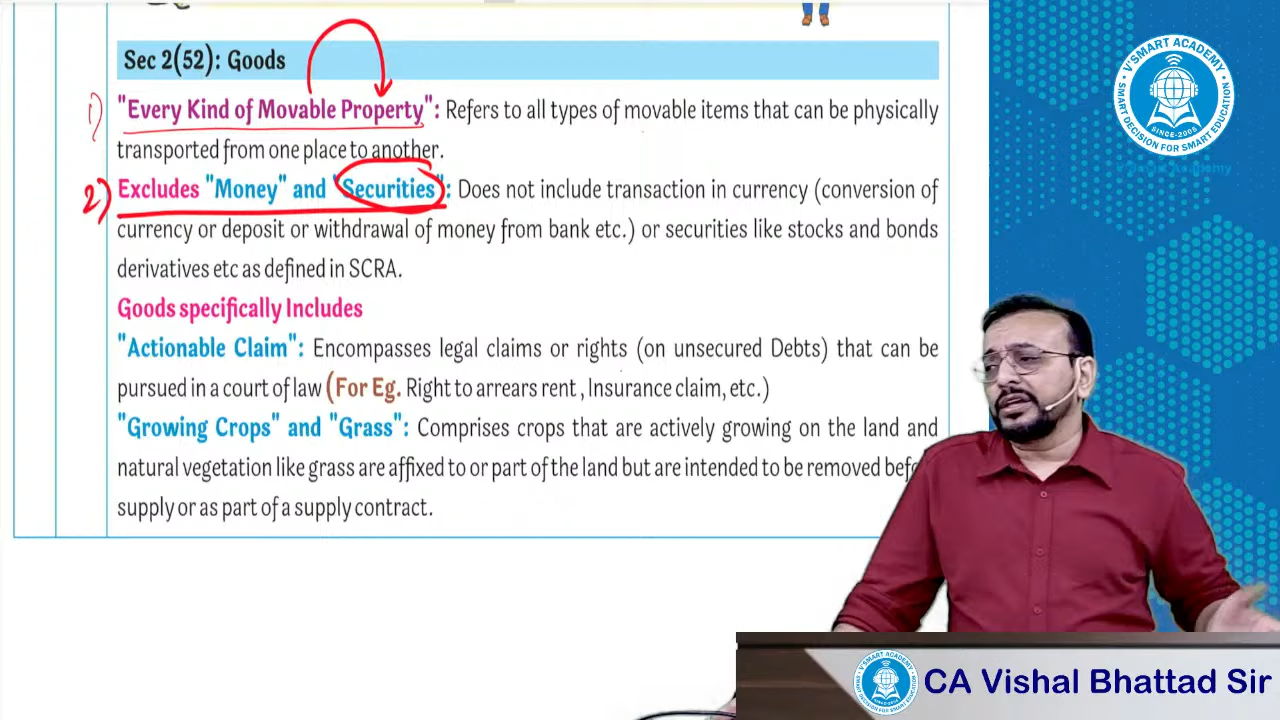 Sec 2(52): Goods
1) "Every Kind of Movable Property": Refers to all types of movable items that can be physically
transported from one place to another.
2) Excludes "Money" and "Securities": Does not include transaction in currency (conversion of
currency or deposit or withdrawal of money from bank etc.) or securities like stocks and bonds
derivatives etc as defined in SCRA.
Goods specifically Includes
"Actionable Claim": Encompasses legal claims or rights (on unsecured Debts) that can be
pursued in a court of law (For Eg. Right to arrears rent , Insurance claim, etc.)
"Growing Crops" and "Grass": Comprises crops that are actively growing on the land and
natural vegetation like grass are affixed to or part of the land but are intended to be removed
supply or as part of a supply contract.
V'SMART ACADEMY
SINCE-2005
SMART DECISION FOR SMART EDUCATION
Academy
CA Vishal Bhattad Sir